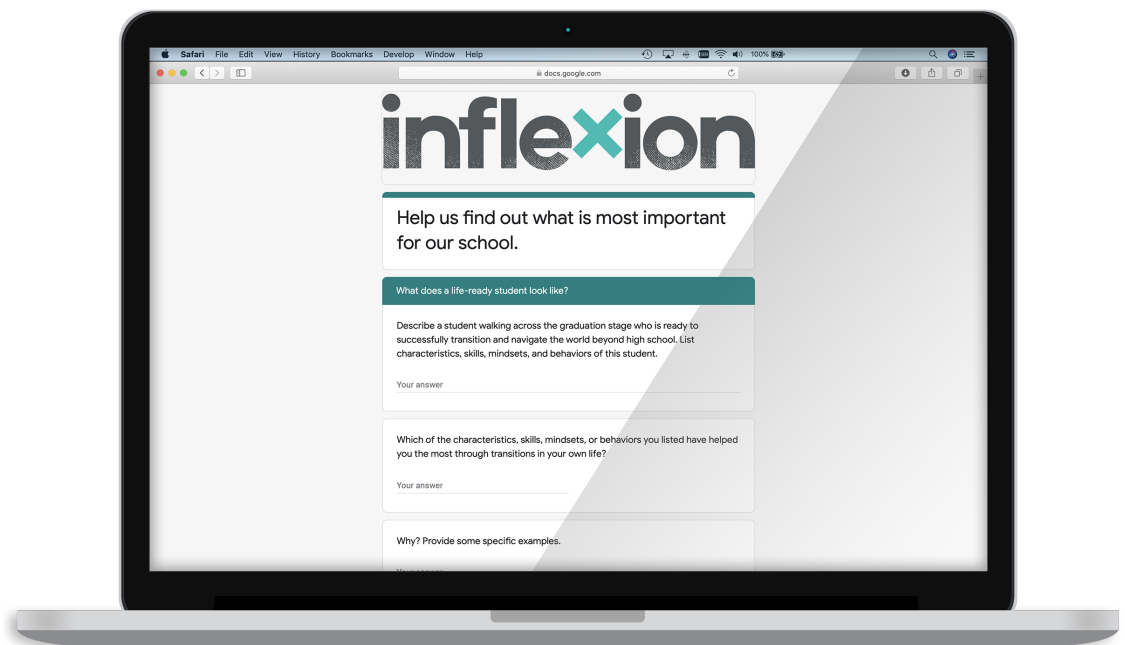 Safari File Edit View History Bookmarks Develop Window Help 100%
docs.google.com
inflexion
Help us find out what is most important
for our school.
What does a life-ready student look like?
Describe a student walking across the graduation stage who is ready to
successfully transition and navigate the world beyond high school. List
characteristics, skills, mindsets, and behaviors of this student.
Your answer
Which of the characteristics, skills, mindsets, or behaviors you listed have helped
you the most through transitions in your own life?
Your answer
Why? Provide some specific examples.